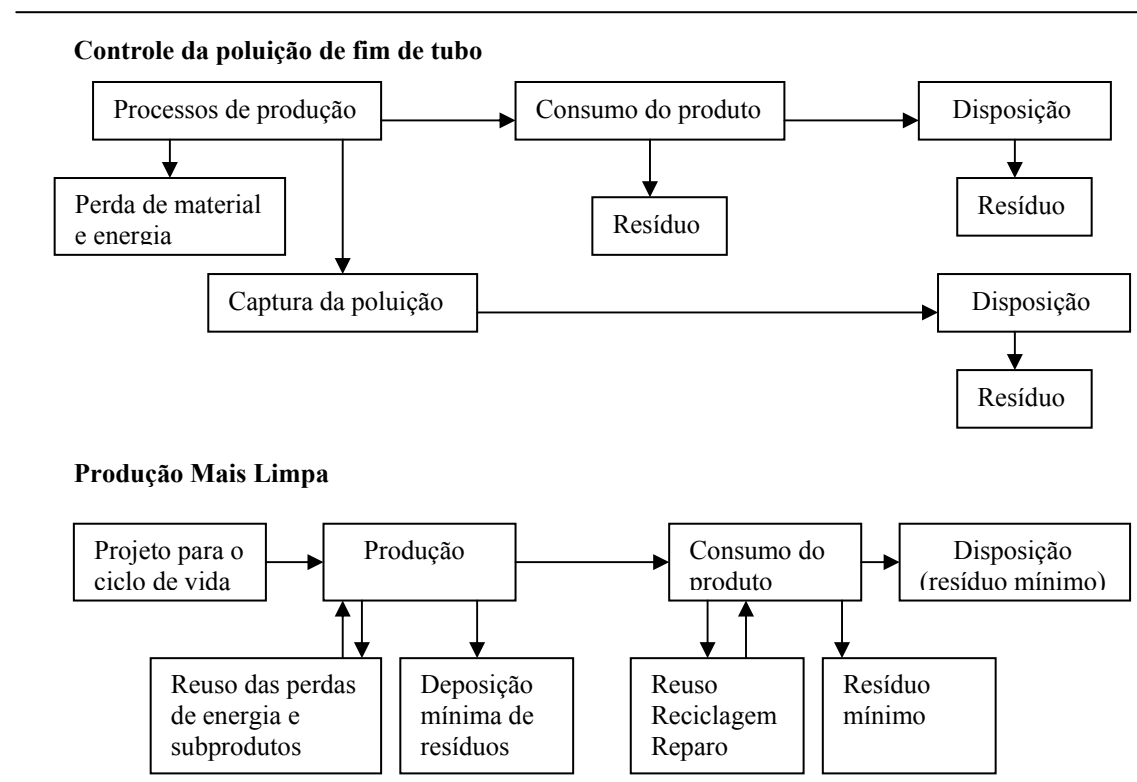 Controle da poluição de fim de tubo
Processos de produção
Consumo do produto
Disposição
Perda de material
e energia
Resíduo
Resíduo
Captura da poluição
Disposição
Resíduo
Produção Mais Limpa
Projeto para o
ciclo de vida
Produção
Consumo do
produto
Disposição
(resíduo mínimo)
Reuso das perdas
de energia e
subprodutos
Deposição
mínima de
resíduos
Reuso
Reciclagem
Reparo
Resíduo
mínimo